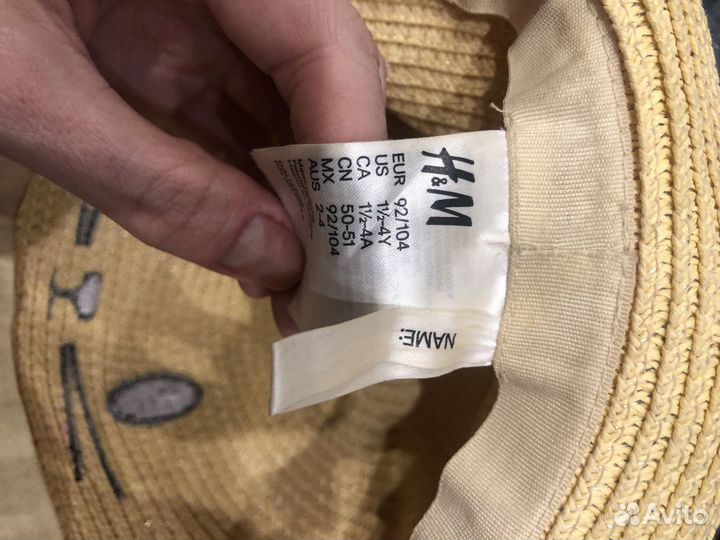 H&M
EUR 92/104
US 1½-4Y
CA 1½-4A
CN 50-51
MX 92/104
AUS 2-4
NAME:
Avito